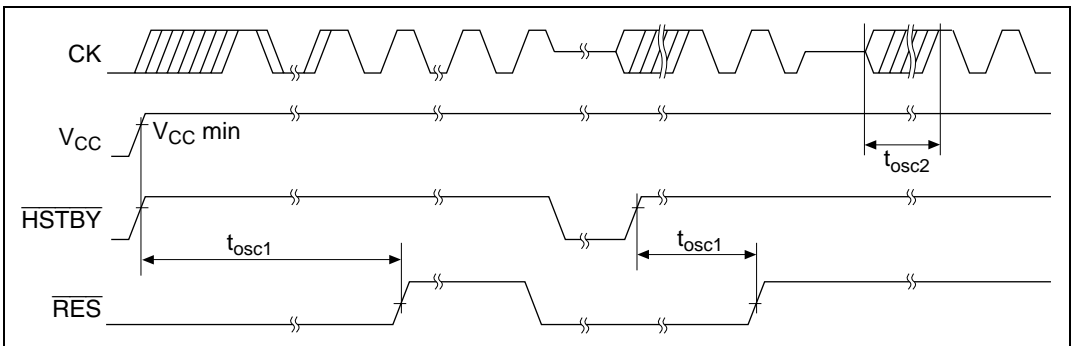 CK
VCC
VCC min
tosc2
HSTBY
tosc1
tosc1
RES